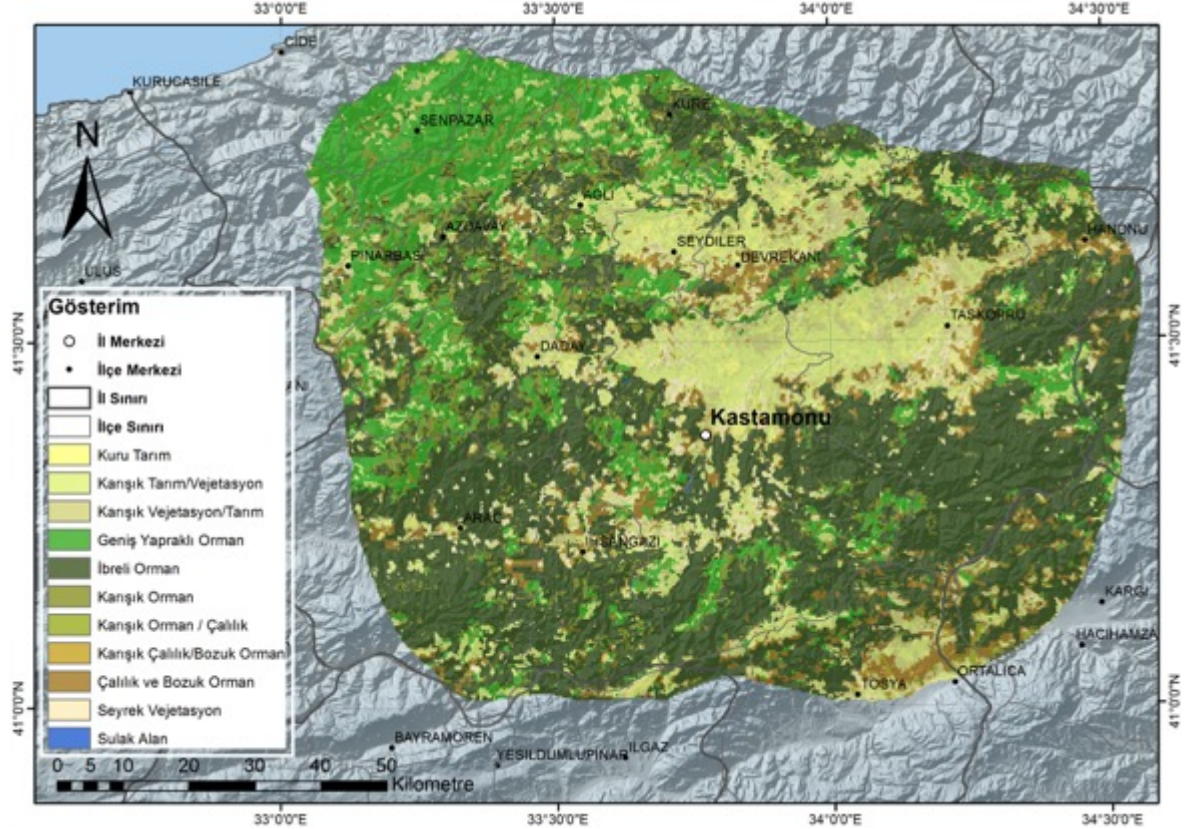 33°0'0"E 33°30'0"E 34°0'0"E 34°30'0"E
CİDE
KURUCASILE
N
KURE
SENPAZAR
AGLI
AZDAVAY
HANONU
SEYDILER
PINARBASI
DEVREKANI
ULUS
Gösterim
İl Merkezi
İlçe Merkezi
İl Sınırı
İlçe Sınırı
Kuru Tarım
Karışık Tarım/Vejetasyon
Karışık Vejetasyon/Tarım
Geniş Yapraklı Orman
İbreli Orman
Karışık Orman
Karışık Orman / Çalılık
Karışık Çalılık/Bozuk Orman
Çalılık ve Bozuk Orman
Seyrek Vejetasyon
Sulak Alan
TASKOPRU
41°30'0"N
41°30'0"N
DADAY
Kastamonu
ARAC
IHSANGAZI
KARGI
HACIHAMZA
ORTALICA
TOSYA
41°0'0"N
41°0'0"N
BAYRAMOREN
YESILDUMLUPINAR
ILGAZ
0 5 10 20 30 40 50
Kilometre
33°0'0"E 33°30'0"E 34°0'0"E 34°30'0"E